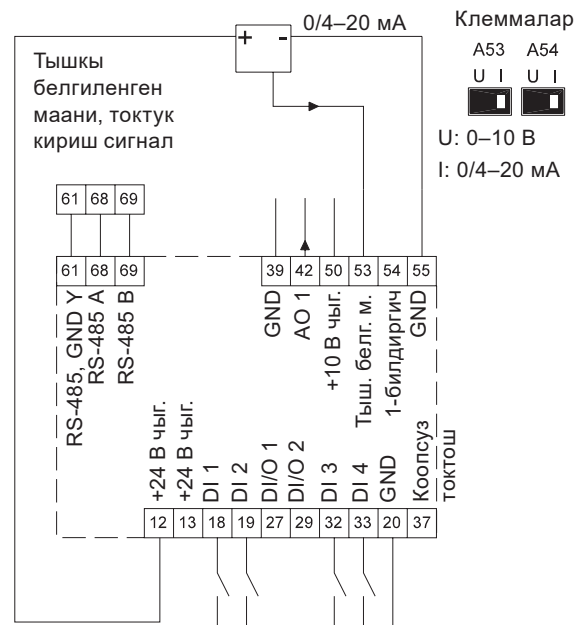 0/4–20 мА
+ -
Тышкы
белгиленген
маани, токтук
кириш сигнал
Клеммалар
A53 A54
U I U I
U: 0–10 В
I: 0/4–20 мА
61 68 69
61 68 69
RS-485, GND Y
RS-485 A
RS-485 B
39 42 50 53 54 55
GND
AO 1
+10 В чыг.
Тыш. белг. м.
1-билдиргич
GND
+24 В чыг.
+24 В чыг.
DI 1
DI 2
DI/O 1
DI/O 2
DI 3
DI 4
GND
Коопсуз
токтош
12 13 18 19 27 29 32 33 20 37